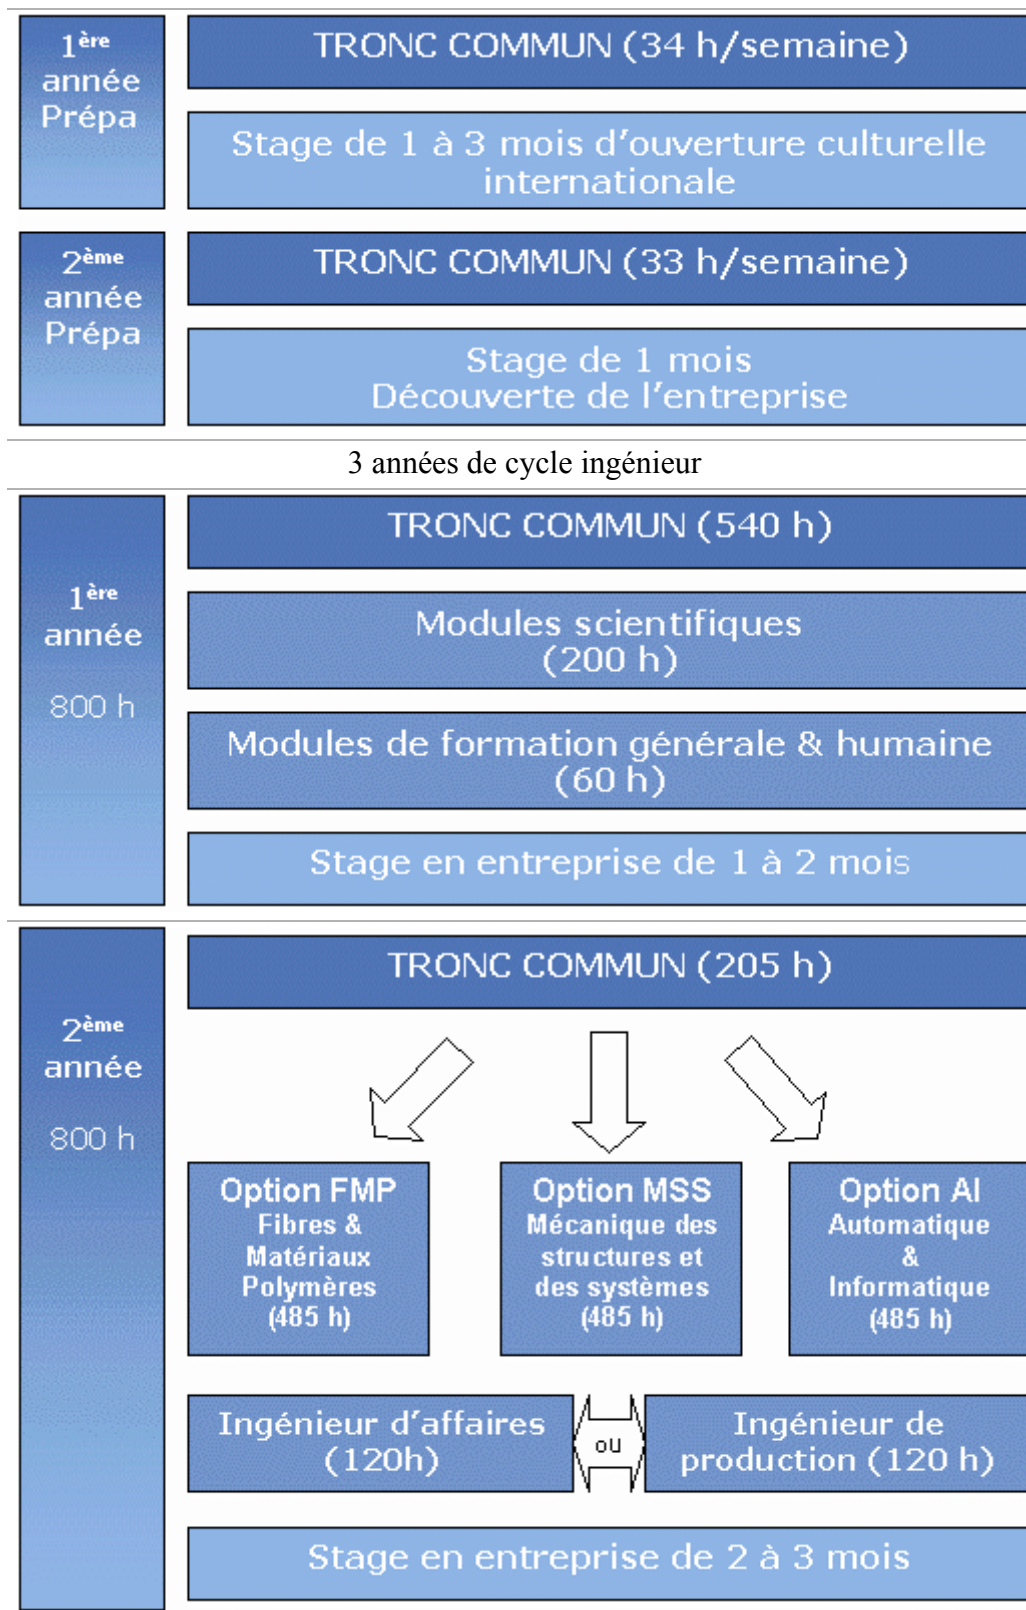 1ère
année
Prépa
TRONC COMMUN (34 h/semaine)
Stage de 1 à 3 mois d'ouverture culturelle
internationale
2ème
année
Prépa
TRONC COMMUN (33 h/semaine)
Stage de 1 mois
Découverte de l'entreprise
3 années de cycle ingénieur
1ère
année
800 h
TRONC COMMUN (540 h)
Modules scientifiques
(200 h)
Modules de formation générale & humaine
(60 h)
Stage en entreprise de 1 à 2 mois
2ème
année
800 h
TRONC COMMUN (205 h)
Option FMP
Fibres &
Matériaux
Polymères
(485 h)
Option MSS
Mécanique des
structures et
des systèmes
(485 h)
Option AI
Automatique
&
Informatique
(485 h)
Ingénieur d'affaires
(120h)
ou
Ingénieur de
production (120 h)
Stage en entreprise de 2 à 3 mois